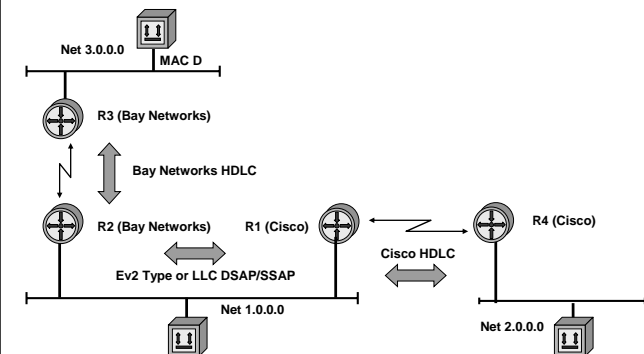 Net 3.0.0.0
MAC D
R3 (Bay Networks)
Bay Networks HDLC
R2 (Bay Networks)
R1 (Cisco)
R4 (Cisco)
Cisco HDLC
Ev2 Type or LLC DSAP/SSAP
Net 1.0.0.0
Net 2.0.0.0